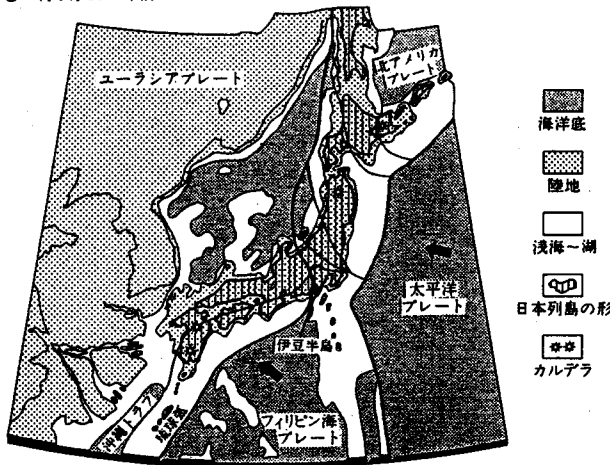 ユーラシアプレート
北アメリカ
プレート
太平洋
プレート
伊豆半島
フィリピン海
プレート
沖縄トラフ
琉球弧
海洋底
陸地
浅海～湖
日本列島の形
カルデラ